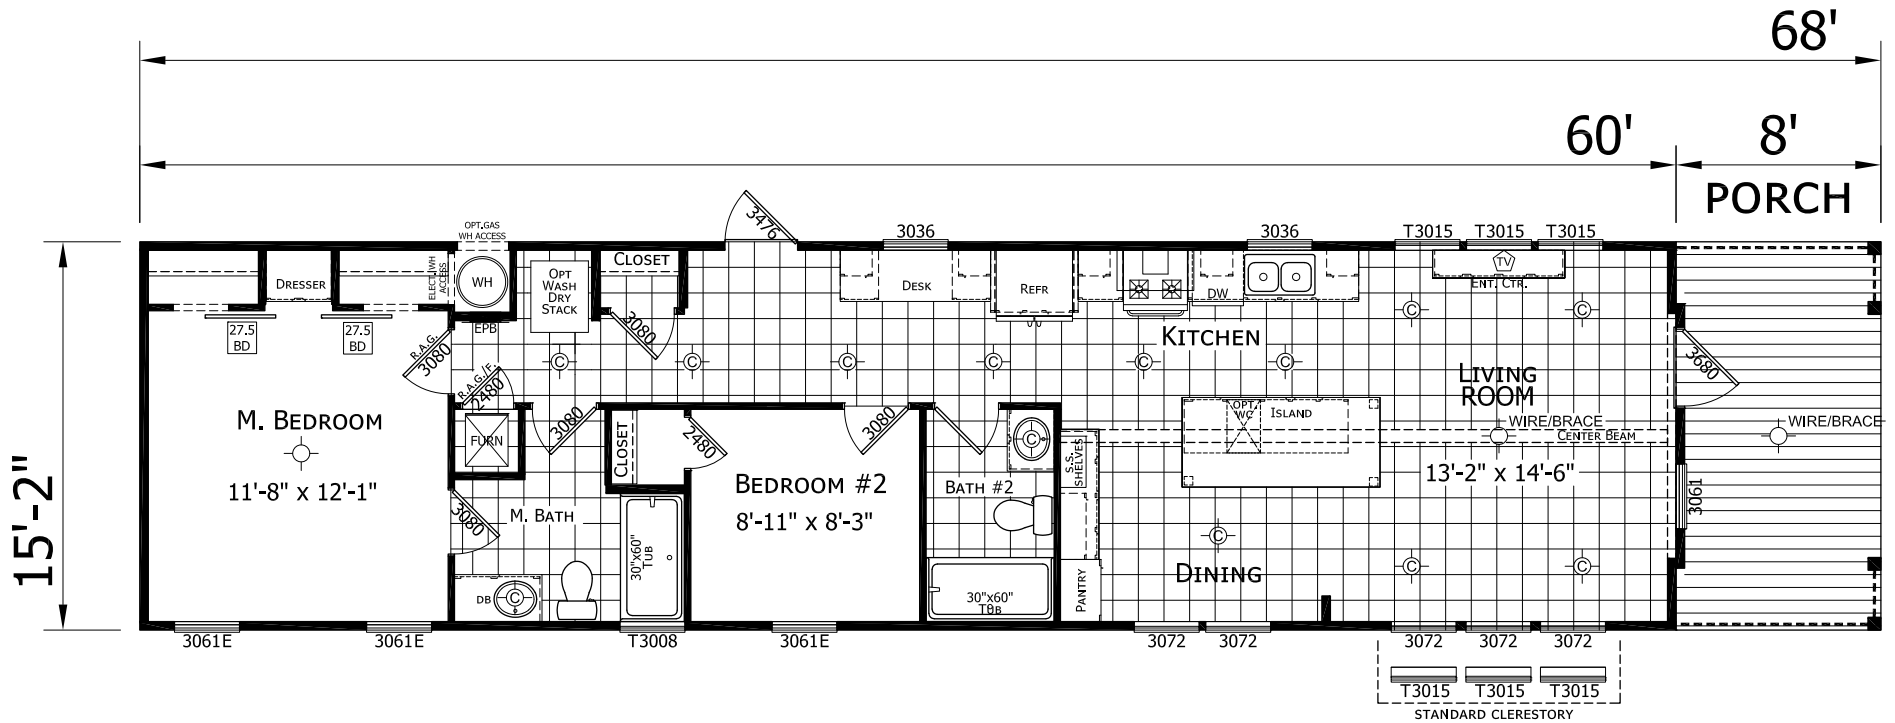 68'
60'
8'
PORCH
15'-2"
3476
OPT.GAS
WH ACCESS
3036
3036
T3015
T3015
T3015
DRESSER
ELECT.WH
ACCESS
WH
OPT
WASH
DRY
STACK
CLOSET
DESK
REFR
DW
TV
ENT. CTR.
27.5
BD
27.5
BD
EPB
R.A.G.
3080
3080
C
C
C
C
C
C
C
C
KITCHEN
LIVING
ROOM
3680
R.A.G./F.
2480
M. BEDROOM
11'-8" x 12'-1"
FURN
3080
CLOSET
2480
3080
BEDROOM #2
8'-11" x 8'-3"
C
BATH #2
S.S.
SHELVES
OPT.
WC
ISLAND
WIRE/BRACE
CENTER BEAM
13'-2" x 14'-6"
WIRE/BRACE
3061
3080
M. BATH
30"x60"
TUB
DB
C
30"x60"
TUB
PANTRY
C
DINING
C
C
3061E
3061E
T3008
3061E
3072
3072
3072
3072
3072
T3015
T3015
T3015
STANDARD CLERESTORY